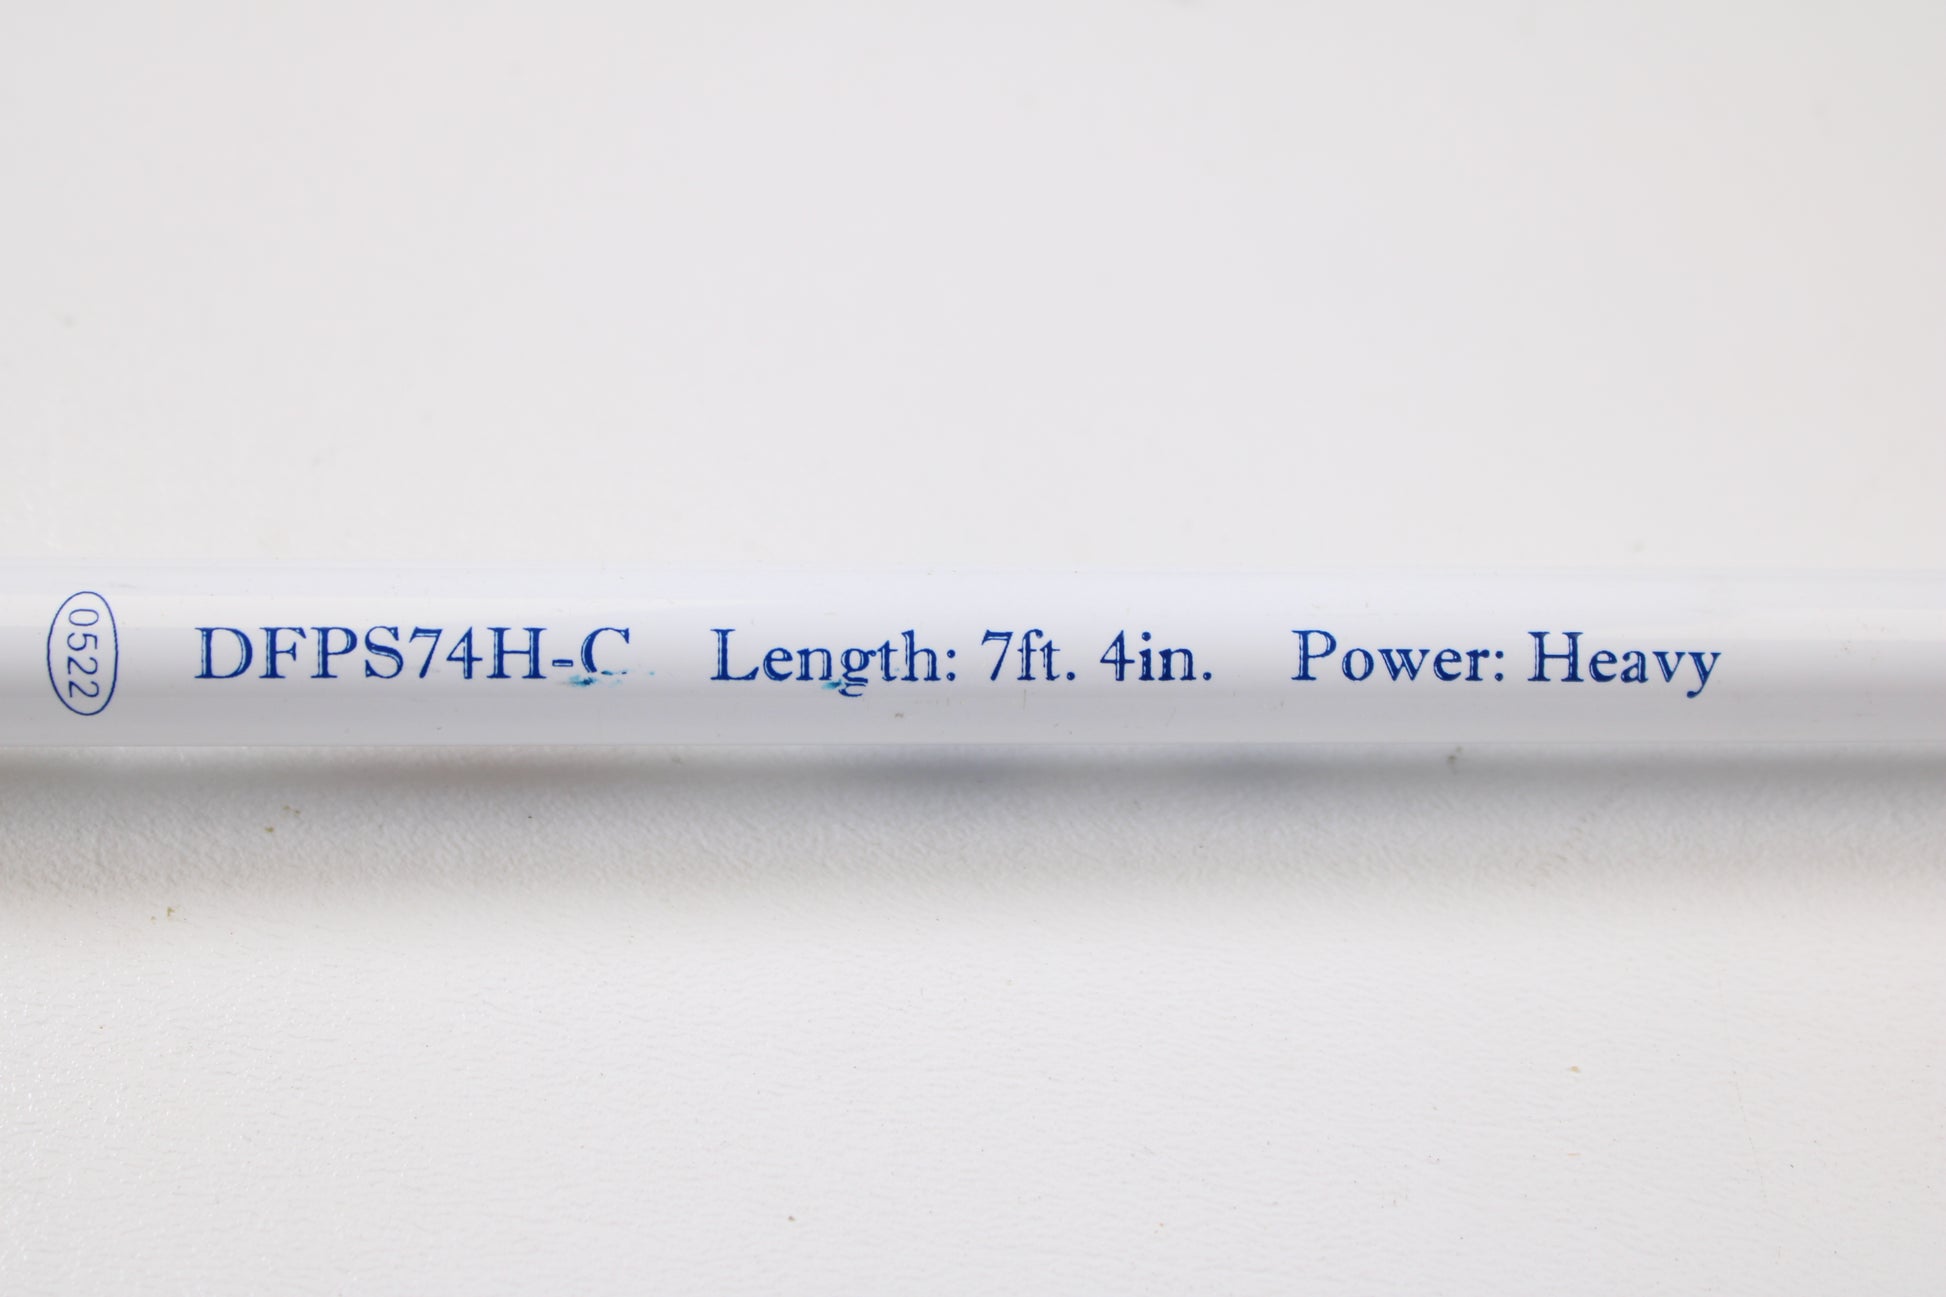 0522
DFPS74H-C Length: 7ft. 4in. Power: Heavy